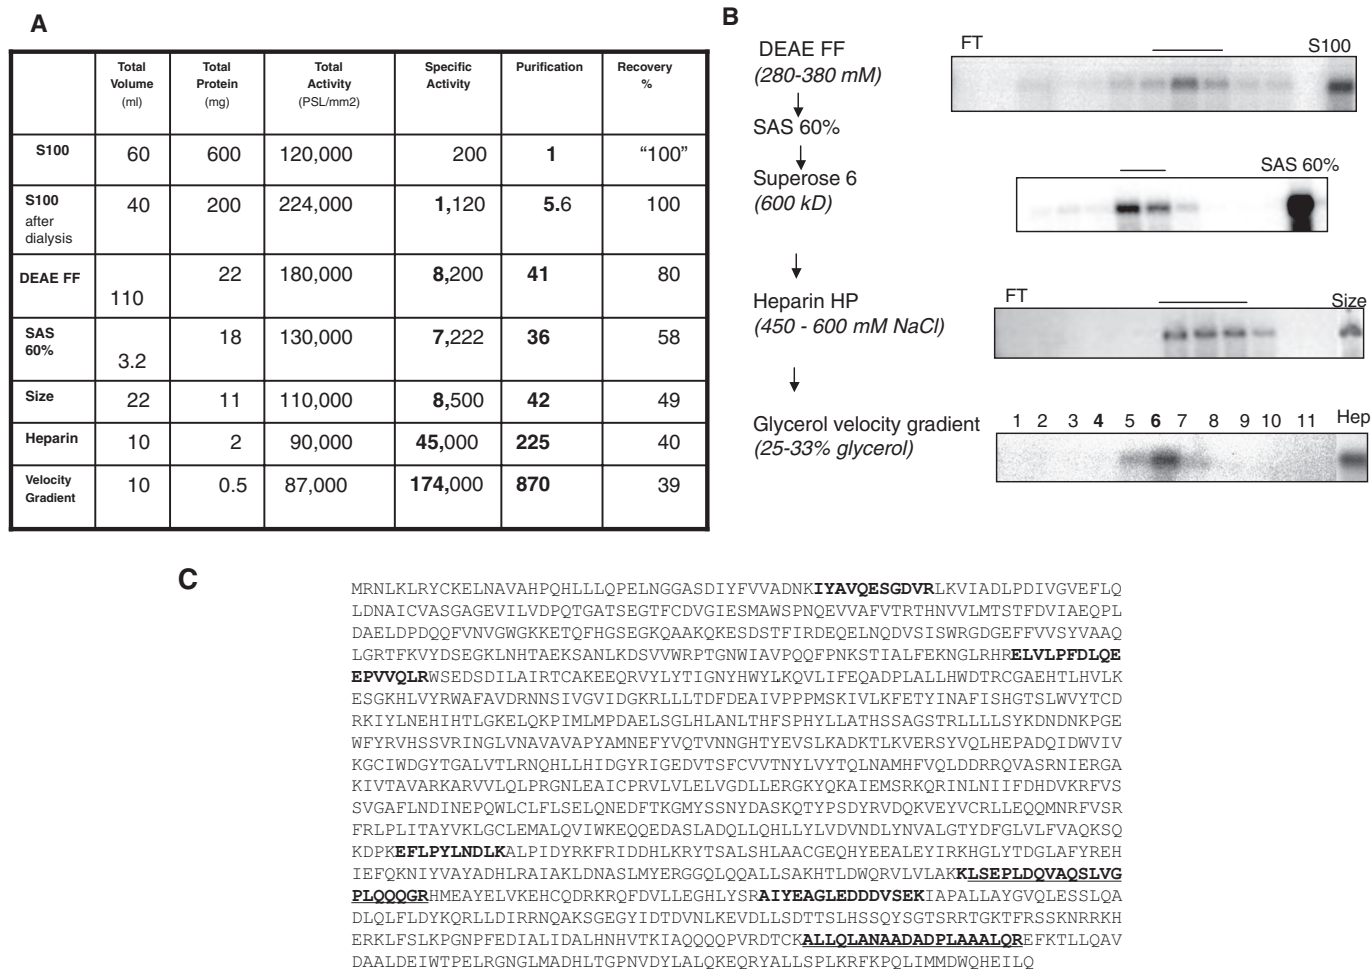 A
Total Volume (ml) Total Protein (mg) Total Activity (PSL/mm2) Specific Activity Purification Recovery %
S100 60 600 120,000 200 1 “100”
S100 after dialysis 40 200 224,000 1,120 5.6 100
DEAE FF 110 22 180,000 8,200 41 80
SAS 60% 3.2 18 130,000 7,222 36 58
Size 22 11 110,000 8,500 42 49
Heparin 10 2 90,000 45,000 225 40
Velocity Gradient 10 0.5 87,000 174,000 870 39
B
DEAE FF
(280-380 mM)
FT S100
SAS 60%
Superose 6
(600 kD)
SAS 60%
Heparin HP
(450 - 600 mM NaCl)
FT Size
Glycerol velocity gradient
(25-33% glycerol)
1 2 3 4 5 6 7 8 9 10 11 Hep
C
MRNLKLRYCKELNAVAHPQHLLLQPELNGGASDIYFVVADNKIYAVQESGDVRLKVIADLPDIVGVEFLQ
LDNAICVASGAGEVILVDPQTGATSEGTFCDVGIESMAWSPNQEVVAFVTRTHNVVLMTSTFDVIAEQPL
DAELDPDQQFVNVGWGKKETQFHGSEGKQAAKQKESDSTFIRDEQELNQDVSISWRGDGEFFVVSYVAAQ
LGRTFKVYDSEGKLNHTAEKSANLKDSVVWRPTGNWIAVPQQFPNKSTIALFEKNGLRHRELVLPFDLQE
EPVVQLRWSEDSDILAIRTCAKEEQRVYLYTIGNYHWYLKQVLIFEQADPLALLHWDTRCGAEHTLHVLK
ESGKHLVYRWAFAVDRNNSIVGVIDGKRLLLTDFDEAIVPPPMSKIVLKFETYINAFISHGTSLWVYTCD
RKIYLNEHIHTLGKELQKPIMLMPDAELSGLHLANLTHFSPHYLLATHSSAGSTRLLLLSYKDNDNKPGE
WFYRVHSSVRINGLVNAVAVAPYAMNEFYVQTVNNGHTYEVSLKADKTLKVERSYVQLHEPADQIDWVIV
KGCIWDGYTGALVTLRNQHLLHIDGYRIGEDVTSFCVVTNYLVYTQLNAMHFVQLDDRRQVASRNIERGA
KIVTAVARKARVVLQLPRGNLEAICPRVLVLELVGDLLERGKYQKAIEMSRKQRINLNIIFDHDVKRFVS
SVGAFLNDINEPQWLCLFLSELQNEDFTKGMYSSNYDASKQTYPSDYRVDQKVEYVCRLLEQQMNRFVSR
FRLPLITAYVKLGCLEMALQVIWKEQQEDASLADQLLQHLLYLVDVNDLYNVALGTYDFGLVLFVAQKSQ
KDPKEFLPYLNDLKALPIDYRKFRIDDHLKRYTSALSHLAACGEQHYEEALEYIRKHGLYTDGLAFYREH
IEFQKNIYVAYADHLRAIAKLDNASLMYERGGQLQQALLSAKHTLDWQRVLVLAKKLSEPLDQVAQSLVG
PLQQQGRHMEAYELVKEHCQDRKRQFDVLLEGHLYSRAIYEAGLEDDDVSEKIAPALLAYGVQLESSLQA
DLQLFLDYKQRLLDIRRNQAKSGEGYIDTDVNLKEVDLLSDTTSLHSSQYSGTSRRTGKTFRSSKNRRKH
ERKLFSLKPGNPFEDIALIDALHNHVTKIAQQQQPVRDTCKALLQLANAADADPLAAALQREFKTLLQAV
DAALDEIWTPELRGNGLMADHLTGPNVDYLALQKEQRYALLSPLKRFKPQLIMMDWQHEILQ